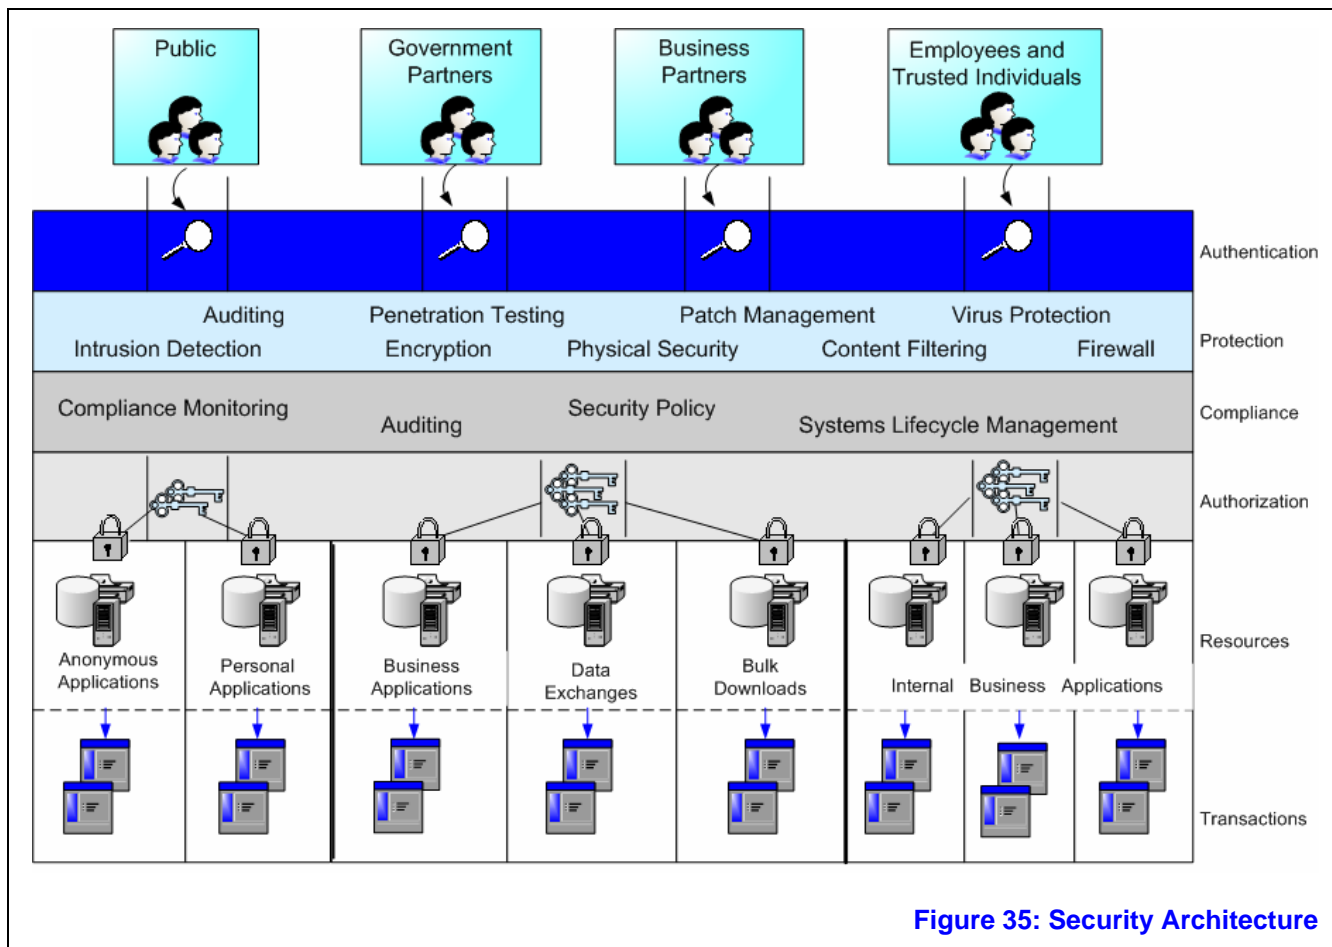 Public
Government
Partners
Business
Partners
Employees and
Trusted Individuals
Authentication
Auditing
Penetration Testing
Patch Management
Virus Protection
Intrusion Detection
Encryption
Physical Security
Content Filtering
Firewall
Protection
Compliance Monitoring
Auditing
Security Policy
Systems Lifecycle Management
Compliance
Authorization
Anonymous
Applications
Personal
Applications
Business
Applications
Data
Exchanges
Bulk
Downloads
Internal Business Applications
Resources
Transactions
Figure 35: Security Architecture